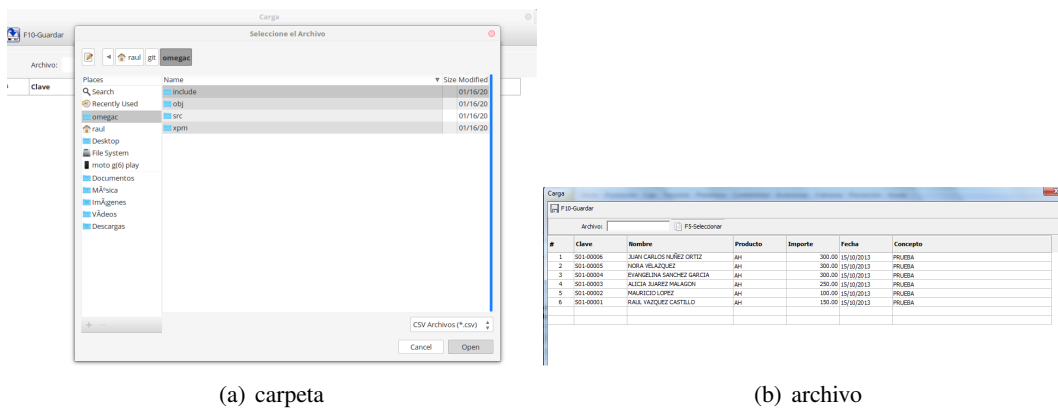 Carga
F10-Guardar
Seleccione el Archivo
Archivo:
raul git omegac
Clave
Places
Name Size Modified
Search
include 01/16/20
Recently Used
obj 01/16/20
omegac
src 01/16/20
raul
xpm 01/16/20
Desktop
File System
moto g(6) play
Documentos
MÃºsica
ImÃgenes
VÃdeos
Descargas
CSV Archivos (*.csv)
Cancel Open
(a) carpeta
Carga
F10-Guardar
Archivo: F5-Seleccionar
# Clave Nombre Producto Importe Fecha Concepto
1 S01-00006 JUAN CARLOS NUÑEZ ORTIZ AH 300.00 15/10/2013 PRUEBA
2 S01-00005 NORA VELAZQUEZ AH 300.00 15/10/2013 PRUEBA
3 S01-00004 EVANGELINA SANCHEZ GARCIA AH 300.00 15/10/2013 PRUEBA
4 S01-00003 ALICIA JUAREZ MALAGON AH 250.00 15/10/2013 PRUEBA
5 S01-00002 MAURICIO LOPEZ AH 100.00 15/10/2013 PRUEBA
6 S01-00001 RAUL VAZQUEZ CASTILLO AH 150.00 15/10/2013 PRUEBA
(b) archivo